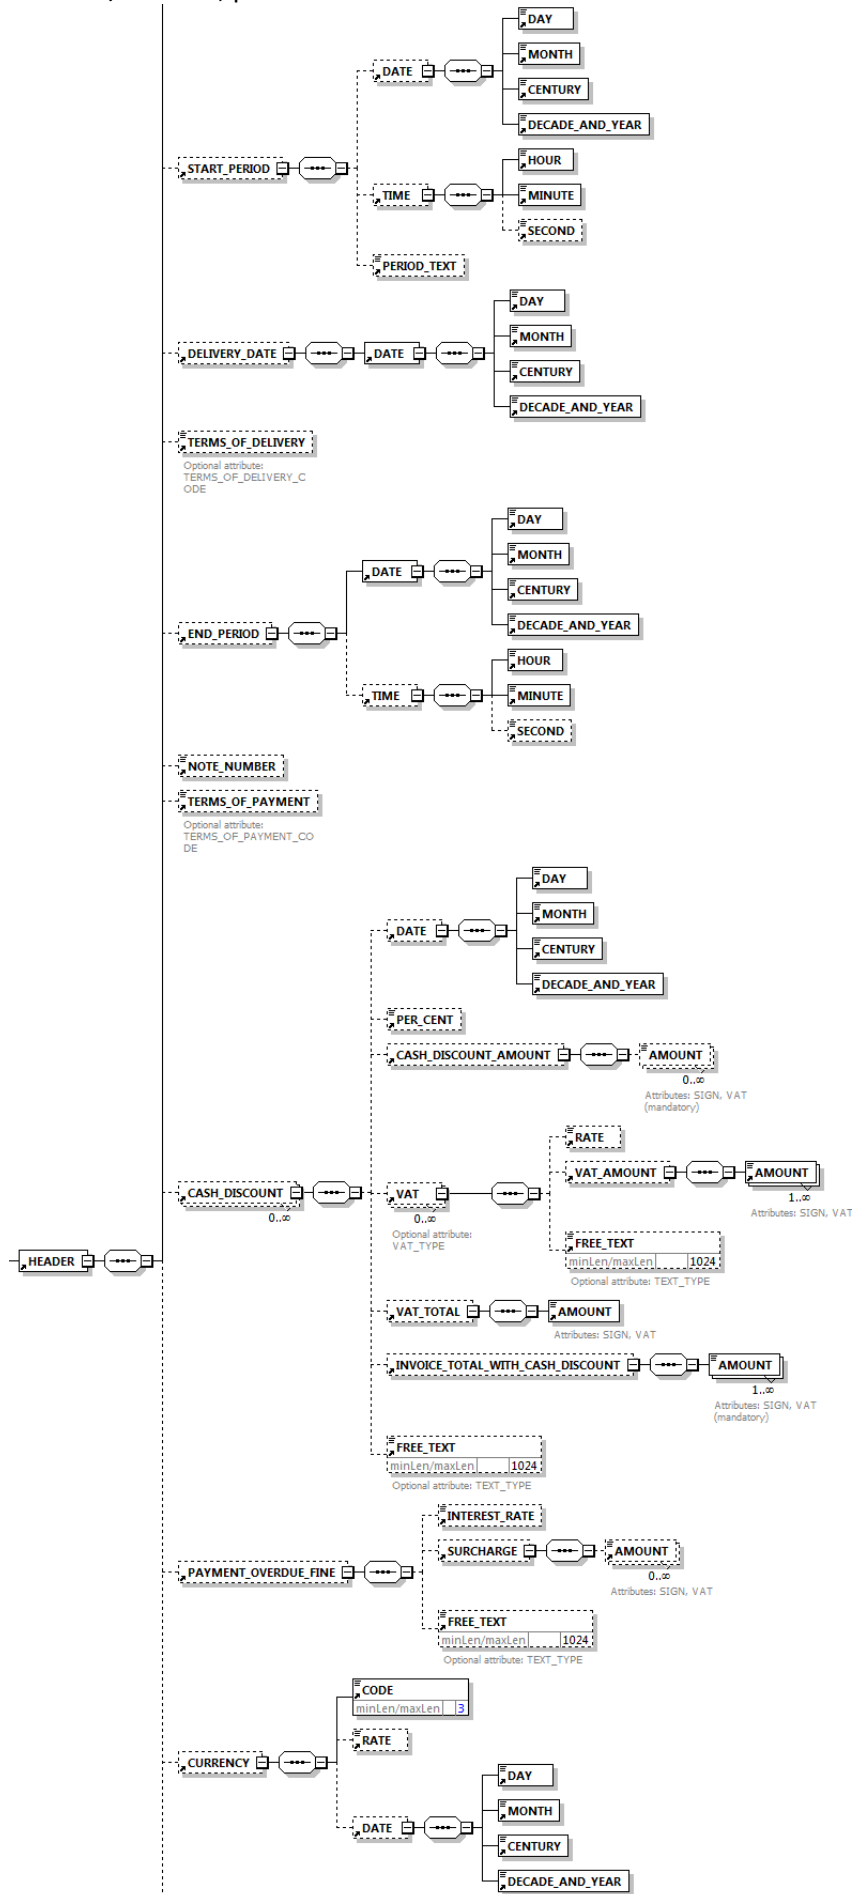 DAY
MONTH
DATE
CENTURY
DECADE_AND_YEAR
HOUR
START_PERIOD
TIME
MINUTE
SECOND
PERIOD_TEXT
DAY
MONTH
DELIVERY_DATE
DATE
CENTURY
DECADE_AND_YEAR
TERMS_OF_DELIVERY
Optional attribute:
TERMS_OF_DELIVERY_C
ODE
DAY
MONTH
DATE
CENTURY
DECADE_AND_YEAR
END_PERIOD
HOUR
TIME
MINUTE
SECOND
NOTE_NUMBER
TERMS_OF_PAYMENT
Optional attribute:
TERMS_OF_PAYMENT_CO
DE
DAY
MONTH
DATE
CENTURY
DECADE_AND_YEAR
PER_CENT
CASH_DISCOUNT_AMOUNT
AMOUNT
0..∞
Attributes: SIGN, VAT
(mandatory)
RATE
VAT_AMOUNT
AMOUNT
1..∞
Attributes: SIGN, VAT
CASH_DISCOUNT
0..∞
VAT
0..∞
Optional attribute:
VAT_TYPE
FREE_TEXT
minLen/maxLen 1024
Optional attribute: TEXT_TYPE
HEADER
VAT_TOTAL
AMOUNT
Attributes: SIGN, VAT
INVOICE_TOTAL_WITH_CASH_DISCOUNT
AMOUNT
1..∞
Attributes: SIGN, VAT
(mandatory)
FREE_TEXT
minLen/maxLen 1024
Optional attribute: TEXT_TYPE
INTEREST_RATE
SURCHARGE
AMOUNT
0..∞
Attributes: SIGN, VAT
PAYMENT_OVERDUE_FINE
FREE_TEXT
minLen/maxLen 1024
Optional attribute: TEXT_TYPE
CODE
minLen/maxLen 3
RATE
CURRENCY
DAY
MONTH
DATE
CENTURY
DECADE_AND_YEAR